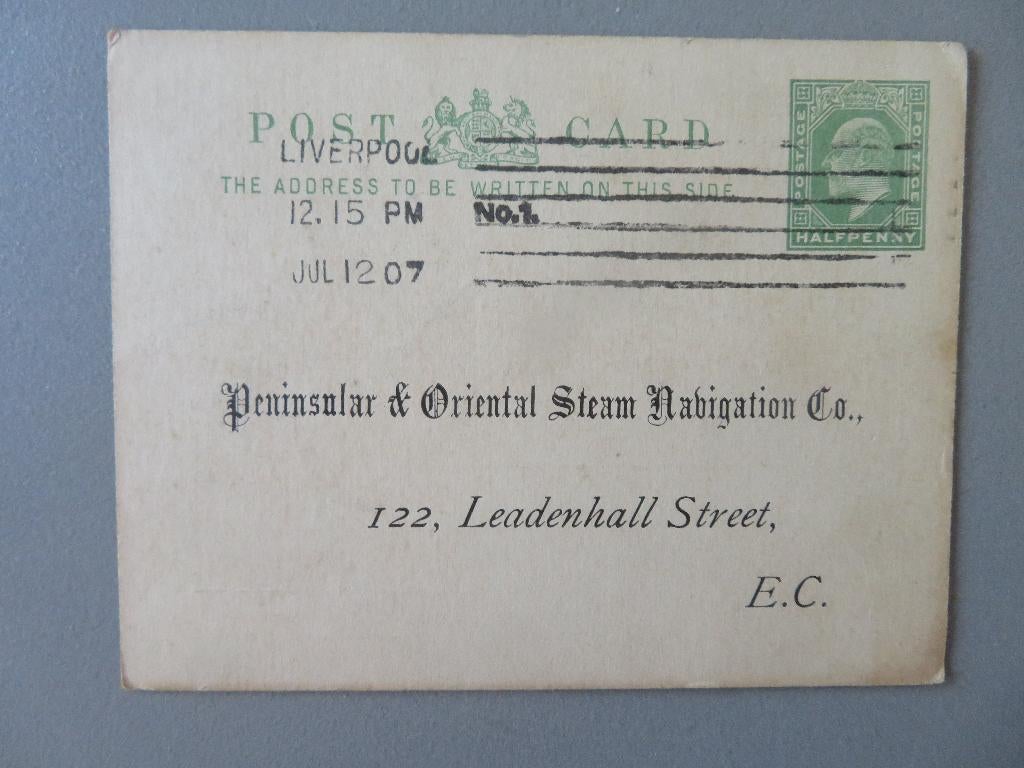 POST CARD
LIVERPOOL
THE ADDRESS TO BE WRITTEN ON THIS SIDE
12.15 PM No.1.
JUL 12 07
POSTAGE POSTAGE
HALFPENNY
Peninsular & Oriental Steam Navigation Co.,
122, Leadenhall Street,
E.C.